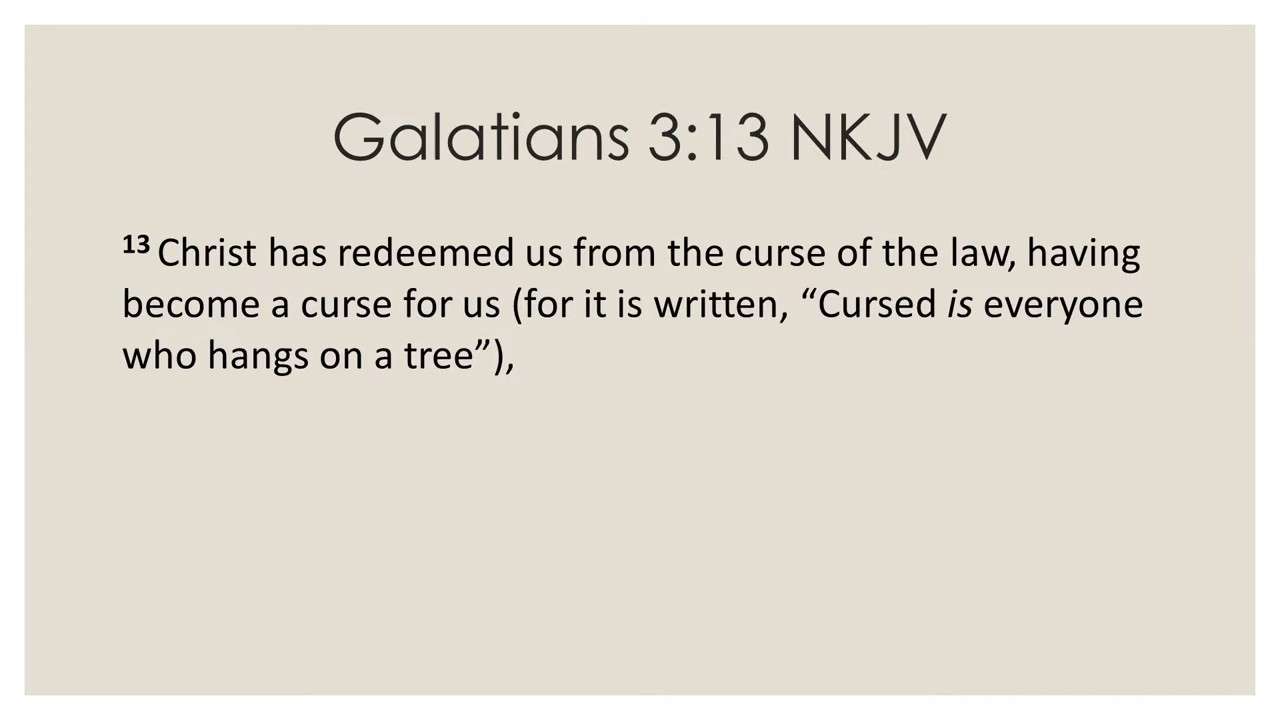 Galatians 3:13 NKJV
13 Christ has redeemed us from the curse of the law, having
become a curse for us (for it is written, “Cursed is everyone
who hangs on a tree”),